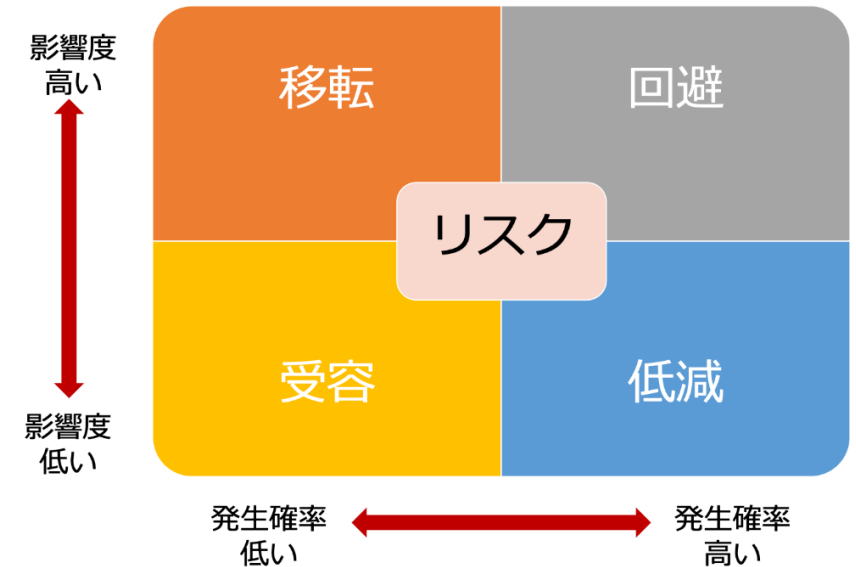 影響度
高い
移転
回避
リスク
影響度
低い
受容
低減
発生確率
低い
発生確率
高い